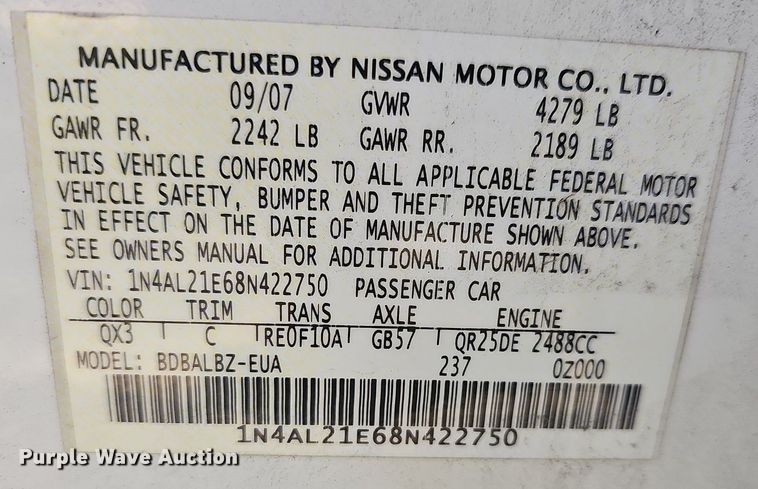 MANUFACTURED BY NISSAN MOTOR CO., LTD.
DATE 09/07 GVWR 4279 LB
GAWR FR. 2242 LB GAWR RR. 2189 LB
THIS VEHICLE CONFORMS TO ALL APPLICABLE FEDERAL MOTOR
VEHICLE SAFETY, BUMPER AND THEFT PREVENTION STANDARDS
IN EFFECT ON THE DATE OF MANUFACTURE SHOWN ABOVE.
SEE OWNERS MANUAL FOR ADDITIONAL INFORMATION.
VIN: 1N4AL21E68N422750 PASSENGER CAR
COLOR TRIM TRANS AXLE ENGINE
QX3 C RE0F10A GB57 QR25DE 2488CC
MODEL: BDBALBZ-EUA 237 0Z000
1N4AL21E68N422750
Purple Wave Auction